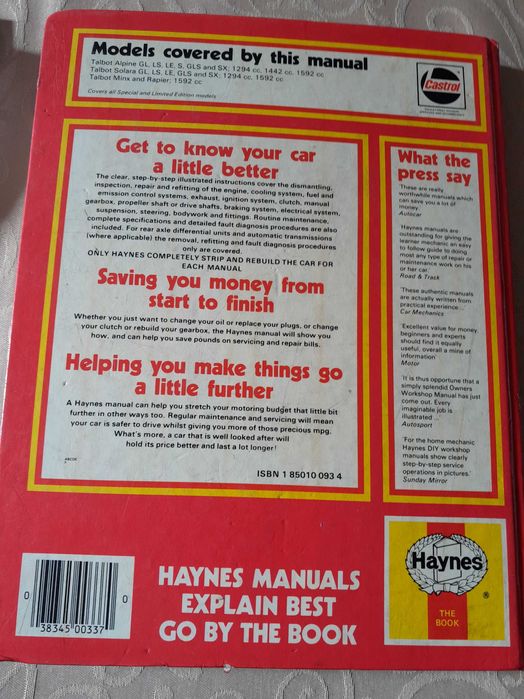 Models covered by this manual
Talbot Alpine GL, LS, LE, S, GLS and SX; 1294 cc, 1442 cc, 1592 cc
Talbot Solara GL, LS, LE, GLS and SX; 1294 cc, 1592 cc
Talbot Minx and Rapier; 1592 cc
Covers all Special and Limited Edition models
Castrol
Get to know your car
a little better
The clear, step-by-step illustrated instructions cover the dismantling,
inspection, repair and refitting of the engine, cooling system, fuel and
emission control systems, exhaust, ignition system, clutch, manual
gearbox, propeller shaft or drive shafts, braking system, electrical system,
suspension, steering, bodywork and fittings. Routine maintenance,
complete specifications and detailed fault diagnosis procedures are also
included. For rear axle differential units and automatic transmissions
(where applicable) the removal, refitting and fault diagnosis procedures
only are covered.
ONLY HAYNES COMPLETELY STRIP AND REBUILD THE CAR FOR
EACH MANUAL
Saving you money from
start to finish
Whether you just want to change your oil or replace your plugs, or change
your clutch or rebuild your gearbox, the Haynes manual will show you
how, and can help you save pounds on servicing and repair bills.
Helping you make things go
a little further
A Haynes manual can help you stretch your motoring budget that little bit
further in other ways too. Regular maintenance and servicing will mean
your car is safer to drive whilst giving you more of those precious mpg.
What's more, a car that is well looked after will
hold its price better and last a lot longer!
ABCDE
ISBN 1 85010 093 4
What the
press say
'These are really
worthwhile manuals which
can save you a lot of
money.
Autocar
'Haynes manuals are
outstanding for giving the
learner mechanic an easy
to follow guide to doing
most any type of repair or
maintenance work on his
or her car.'
Road & Track
'These authentic manuals
are actually written from
practical experience...'
Car Mechanics
'Excellent value for money
beginners and experts
should find it equally
useful, overall a mine of
information'
Motor
'It is thus opportune that a
simply splendid Owners
Workshop Manual has just
come out. Every
imaginable job is
illustrated...
Autosport
'For the home mechanic
Haynes DIY workshop
manuals show clearly
step-by-step service
operations in pictures.'
Sunday Mirror
0 38345 00337 0
HAYNES MANUALS
EXPLAIN BEST
GO BY THE BOOK
Haynes
®
THE
BOOK